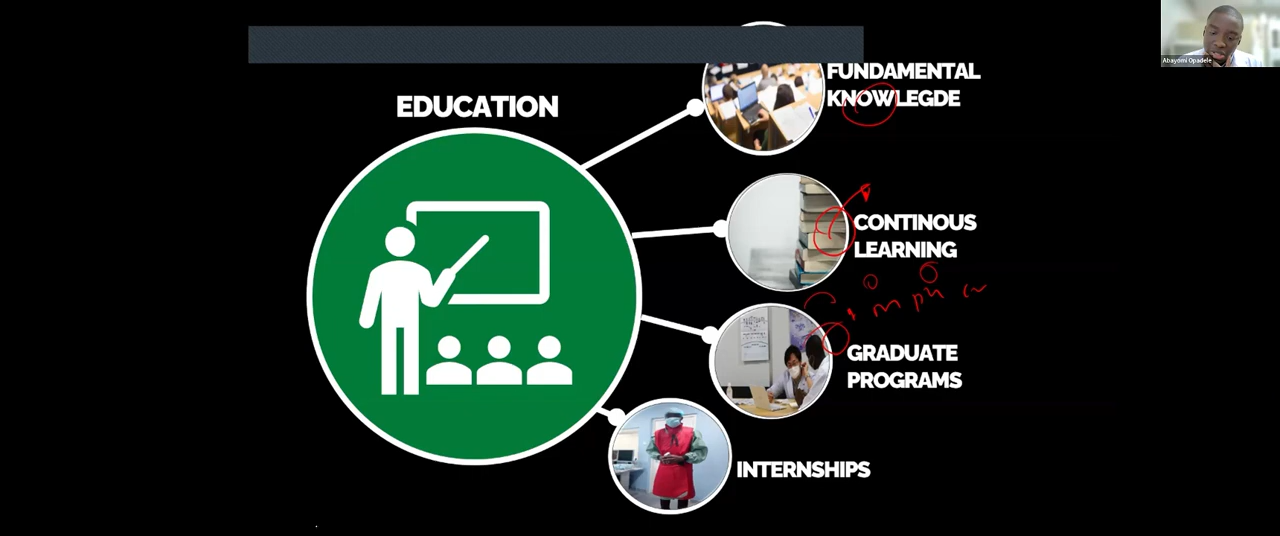 Abayomi Opadele
FUNDAMENTAL
KNOWLEGDE
EDUCATION
CONTINOUS
LEARNING
GRADUATE
PROGRAMS
INTERNSHIPS